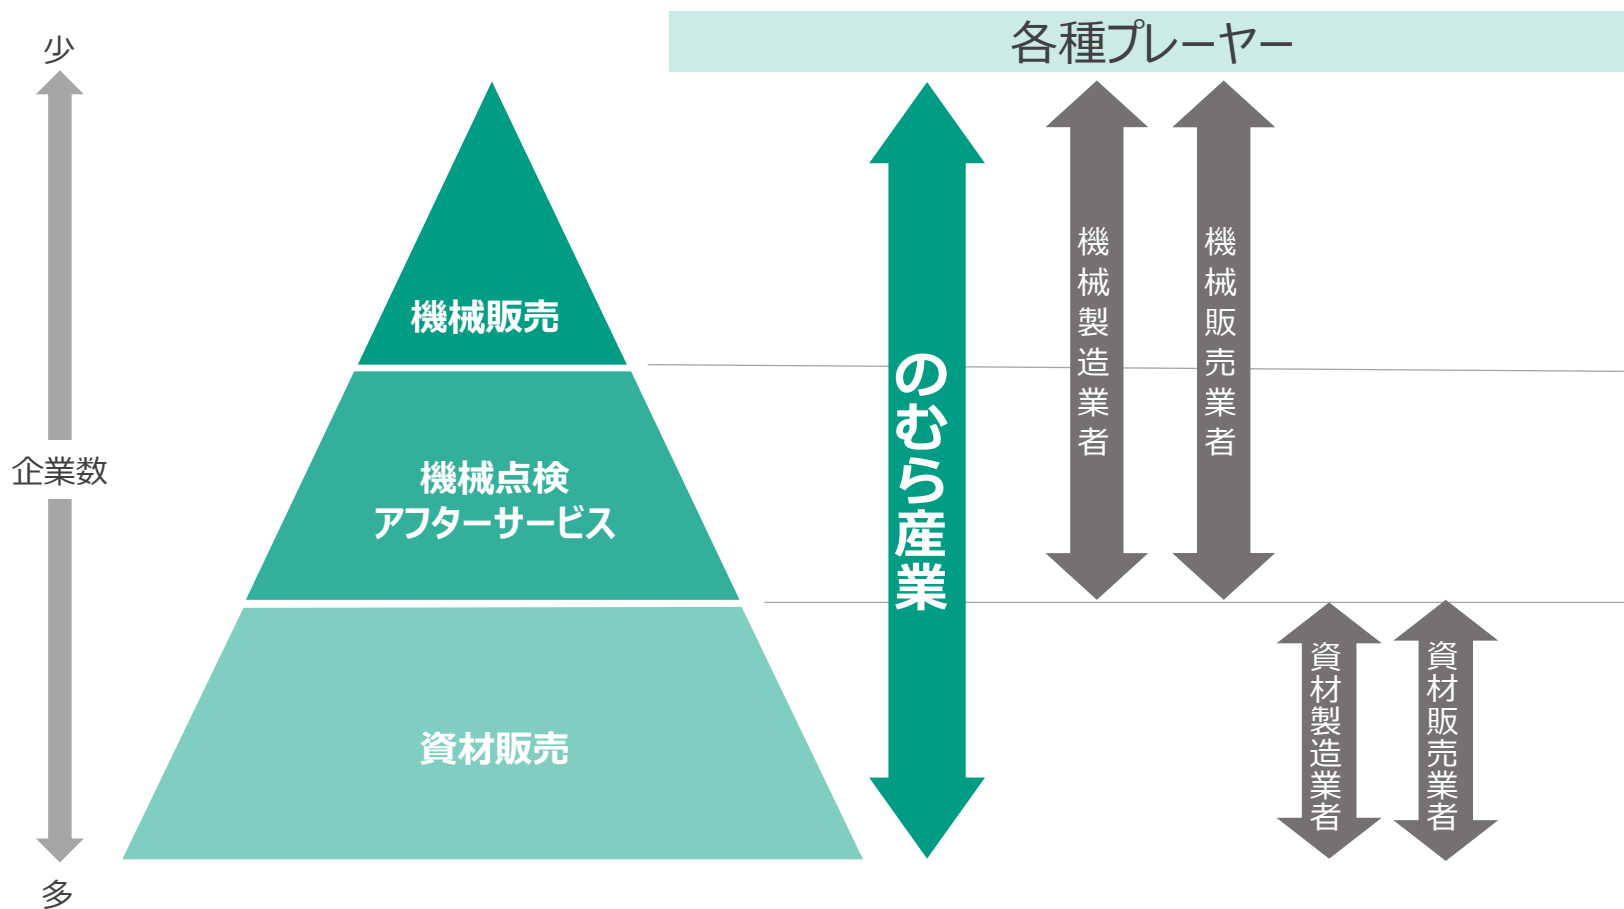 少
各種プレーヤー
機械販売
機械製造業者
機械販売業者
のむら産業
企業数
機械点検
アフターサービス
資材販売
資材製造業者
資材販売業者
多